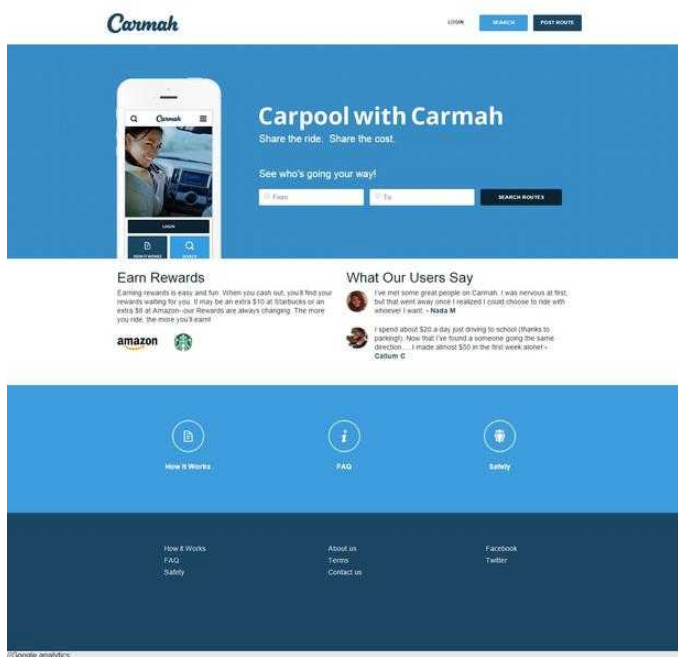 Carmah
LOGIN
SEARCH
POST ROUTE
Carmah
LOGIN
HOW IT WORKS
SEARCH
Carpool with Carmah
Share the ride. Share the cost.
See who's going your way!
From
To
SEARCH ROUTES
Earn Rewards
Earning rewards is easy and fun. When you cash out, you'll find your
rewards waiting for you. It may be an extra $10 at Starbucks or an
extra $8 at Amazon--our Rewards are always changing. The more
you ride, the more you'll earn!
amazon
What Our Users Say
I've met some great people on Carmah. I was nervous at first,
but that went away once I realized I could choose to ride with
whoever I want. - Nada M
I spend about $20 a day just driving to school (thanks to
parking!). Now that I've found a someone going the same
direction.... I made almost $50 in the first week alone! -
Callum C
How It Works
FAQ
Safety
How It Works
FAQ
Safety
About us
Terms
Contact us
Facebook
Twitter
//Google analytics